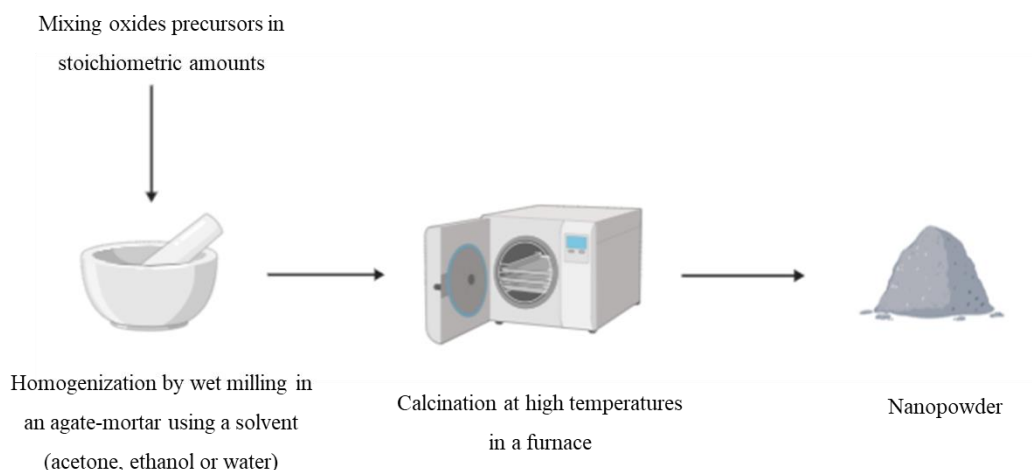 Mixing oxides precursors in
stoichiometric amounts
Homogenization by wet milling in
an agate-mortar using a solvent
(acetone, ethanol or water)
Calcination at high temperatures
in a furnace
Nanopowder